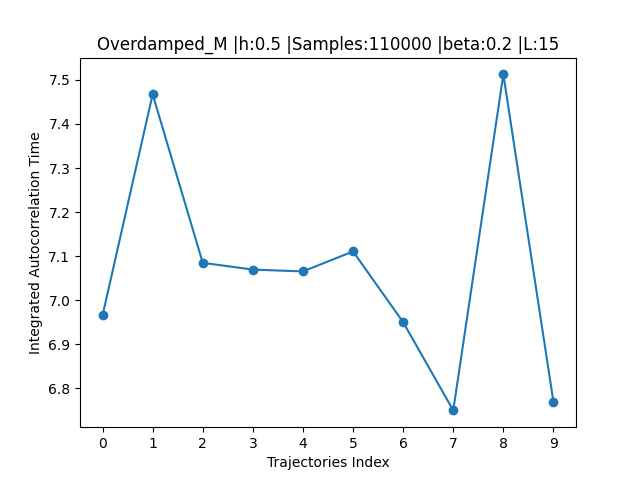 Overdamped_M |h:0.5 |Samples:110000 |beta:0.2 |L:15
Integrated Autocorrelation Time
7.5
7.4
7.3
7.2
7.1
7.0
6.9
6.8
0 1 2 3 4 5 6 7 8 9
Trajectories Index